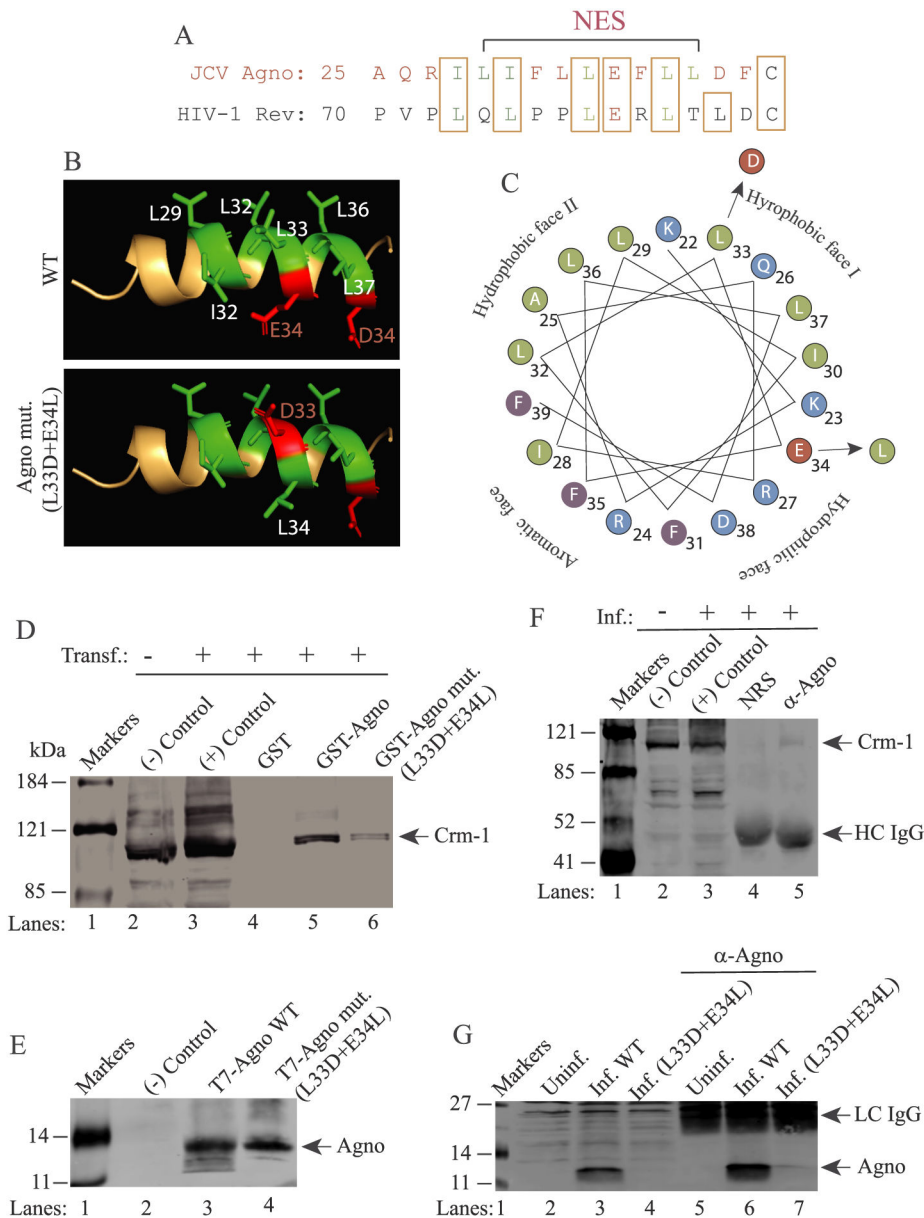 A
NES
JCV Agno: 25 A Q R I L I F L L E F L L D F C
HIV-1 Rev: 70 P V P L Q L P P L E R L T L D C
B
WT
L29
L32
L33
L36
I32
E34
L37
D34
Agno mut.
(L33D+E34L)
D33
L34
C
Hydrophobic face II
Hyrophobic face I
Aromatic face
Hydrophilic face
D
K 22
L 33
Q 26
L 37
I 30
K 23
E 34
L
R 27
D 38
F 31
R 24
F 35
I 28
F 39
L 32
A 25
L 36
L 29
D
Transf.: - + + + +
kDa
Markers
(-) Control
(+) Control
GST
GST-Agno
GST-Agno mut.
(L33D+E34L)
184
121
85
Crm-1
Lanes: 1 2 3 4 5 6
F
Inf.: - + + +
Markers
(-) Control
(+) Control
NRS
α-Agno
121
85
52
41
Crm-1
HC IgG
Lanes: 1 2 3 4 5
E
Markers
(-) Control
T7-Agno WT
T7-Agno mut.
(L33D+E34L)
14
11
Agno
Lanes: 1 2 3 4
G
α-Agno
Markers
Uninf.
Inf. WT
Inf. (L33D+E34L)
Uninf.
Inf. WT
Inf. (L33D+E34L)
27
14
11
LC IgG
Agno
Lanes: 1 2 3 4 5 6 7